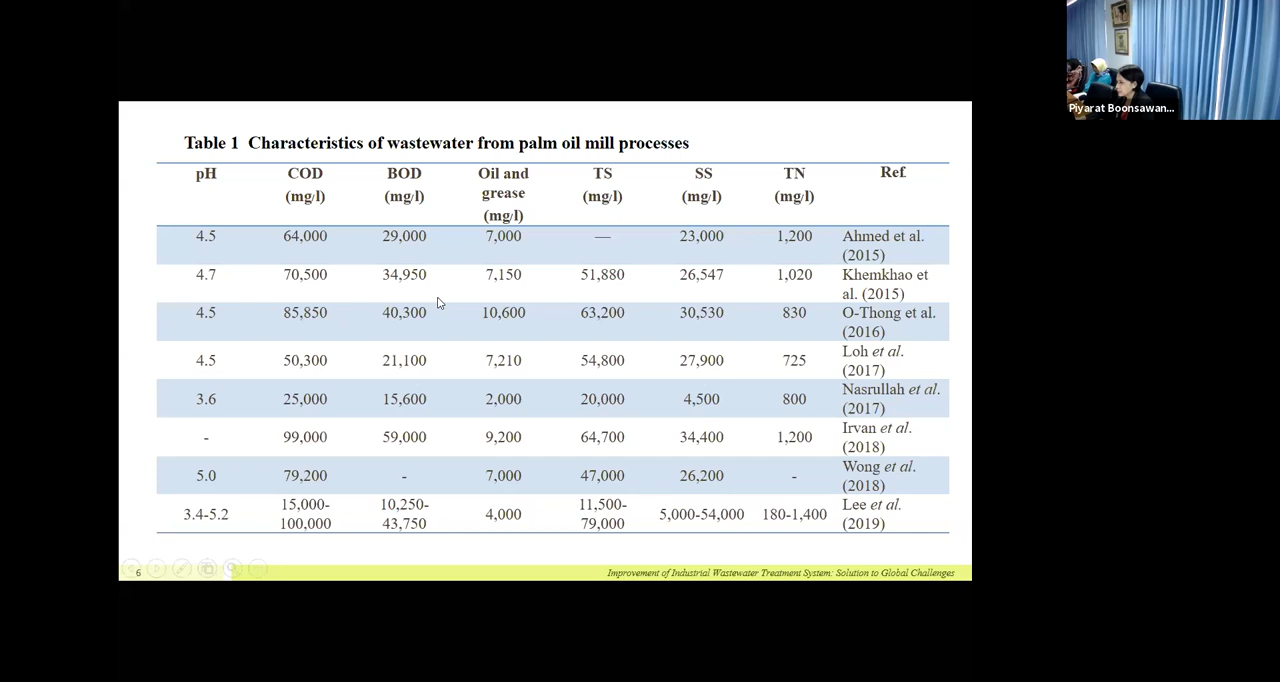 Piyarat Boonsawan...
Table 1 Characteristics of wastewater from palm oil mill processes
pH COD BOD Oil and TS SS TN Ref.
(mg/l) (mg/l) grease (mg/l) (mg/l) (mg/l)
(mg/l)
4.5 64,000 29,000 7,000 — 23,000 1,200 Ahmed et al.
(2015)
4.7 70,500 34,950 7,150 51,880 26,547 1,020 Khemkhao et
al. (2015)
4.5 85,850 40,300 10,600 63,200 30,530 830 O-Thong et al.
(2016)
4.5 50,300 21,100 7,210 54,800 27,900 725 Loh et al.
(2017)
3.6 25,000 15,600 2,000 20,000 4,500 800 Nasrullah et al.
(2017)
- 99,000 59,000 9,200 64,700 34,400 1,200 Irvan et al.
(2018)
5.0 79,200 - 7,000 47,000 26,200 - Wong et al.
(2018)
3.4-5.2 15,000- 10,250- 4,000 11,500- 5,000-54,000 180-1,400 Lee et al.
100,000 43,750 79,000 (2019)
6 Improvement of Industrial Wastewater Treatment System: Solution to Global Challenges